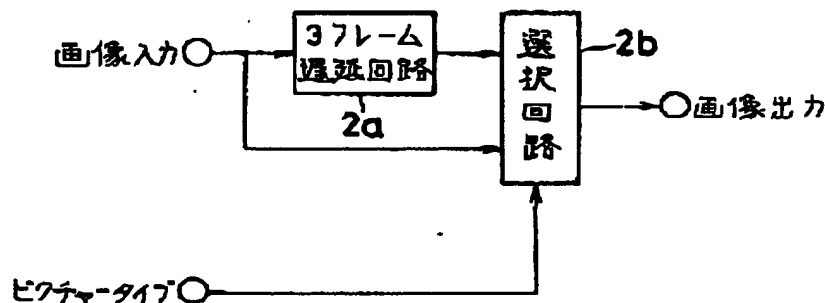 画像入力
3フレーム
遅延回路
2a
選択回路
2b
画像出力
ピクチャータイプ